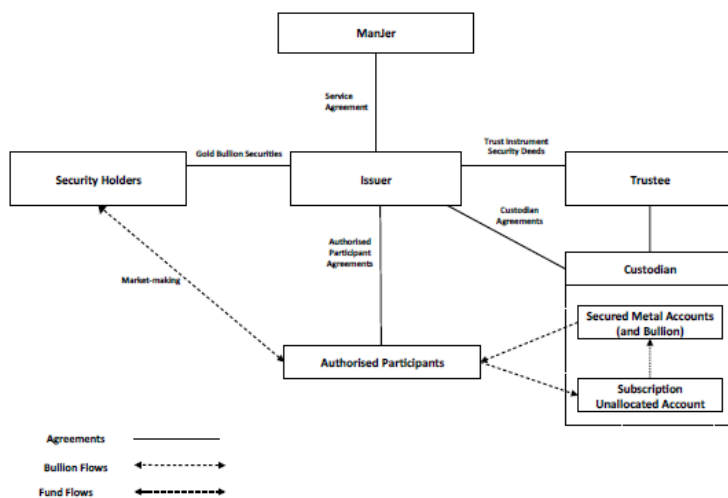 ManJer
Service
Agreement
Gold Bullion Securities
Trust Instrument
Security Deeds
Security Holders
Issuer
Trustee
Custodian
Agreements
Authorised
Participant
Agreements
Custodian
Market-making
Secured Metal Accounts
(and Bullion)
Authorised Participants
Subscription
Unallocated Account
Agreements
Bullion Flows
Fund Flows